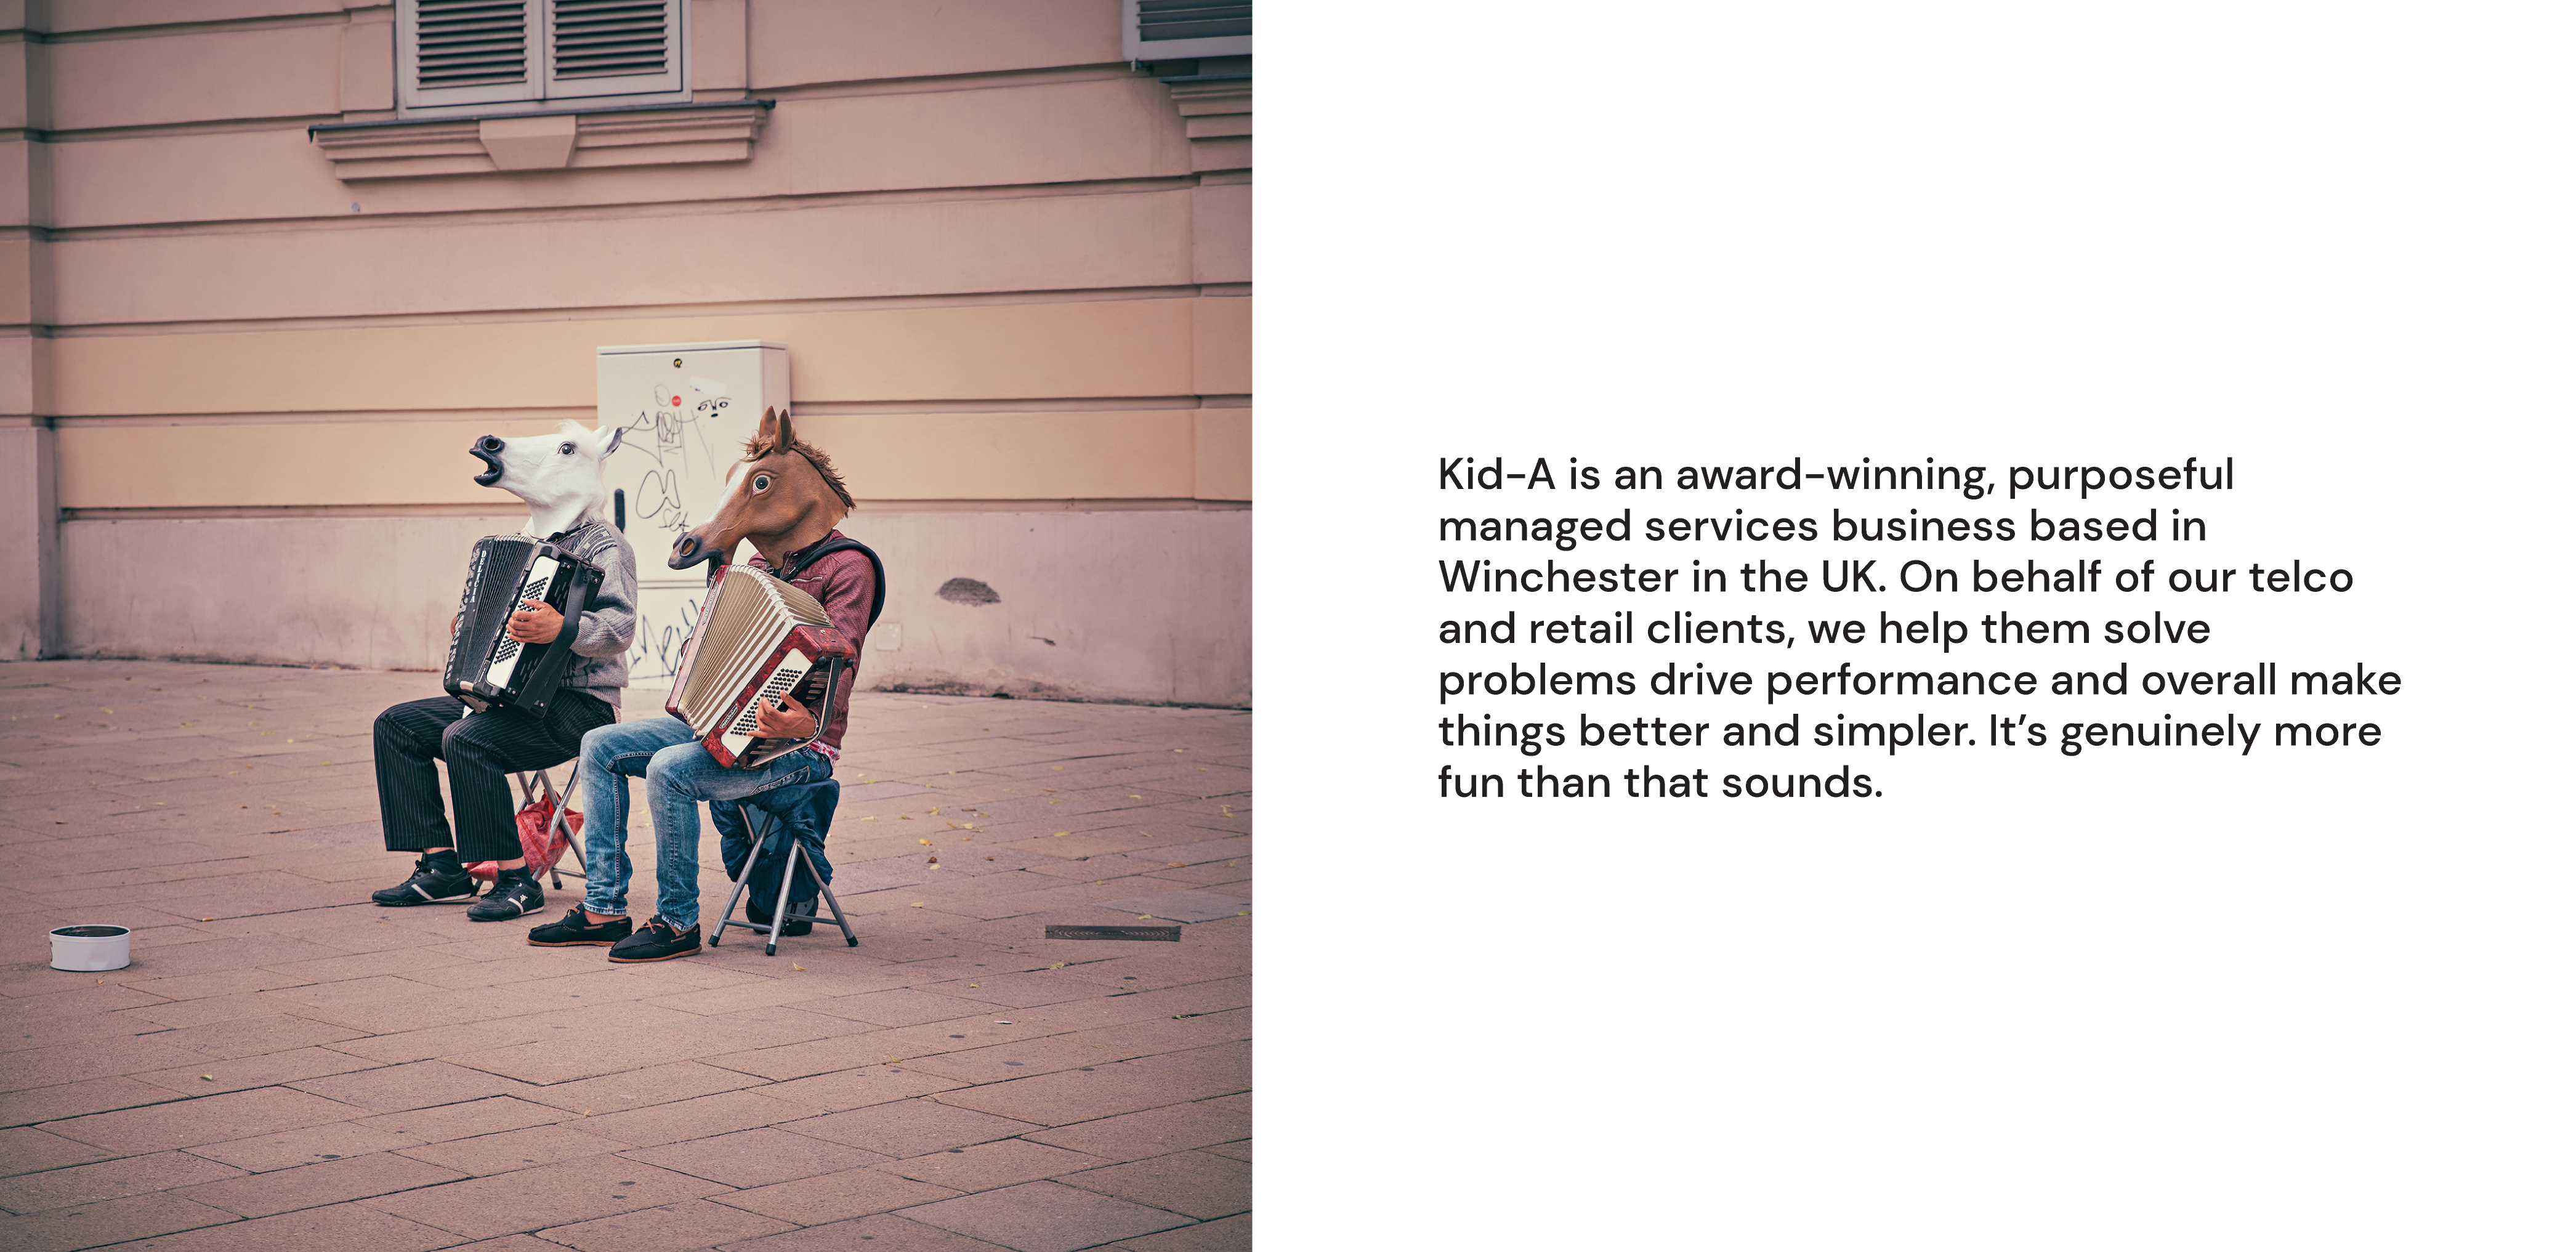 Kid-A is an award-winning, purposeful
managed services business based in
Winchester in the UK. On behalf of our telco
and retail clients, we help them solve
problems drive performance and overall make
things better and simpler. It’s genuinely more
fun than that sounds.